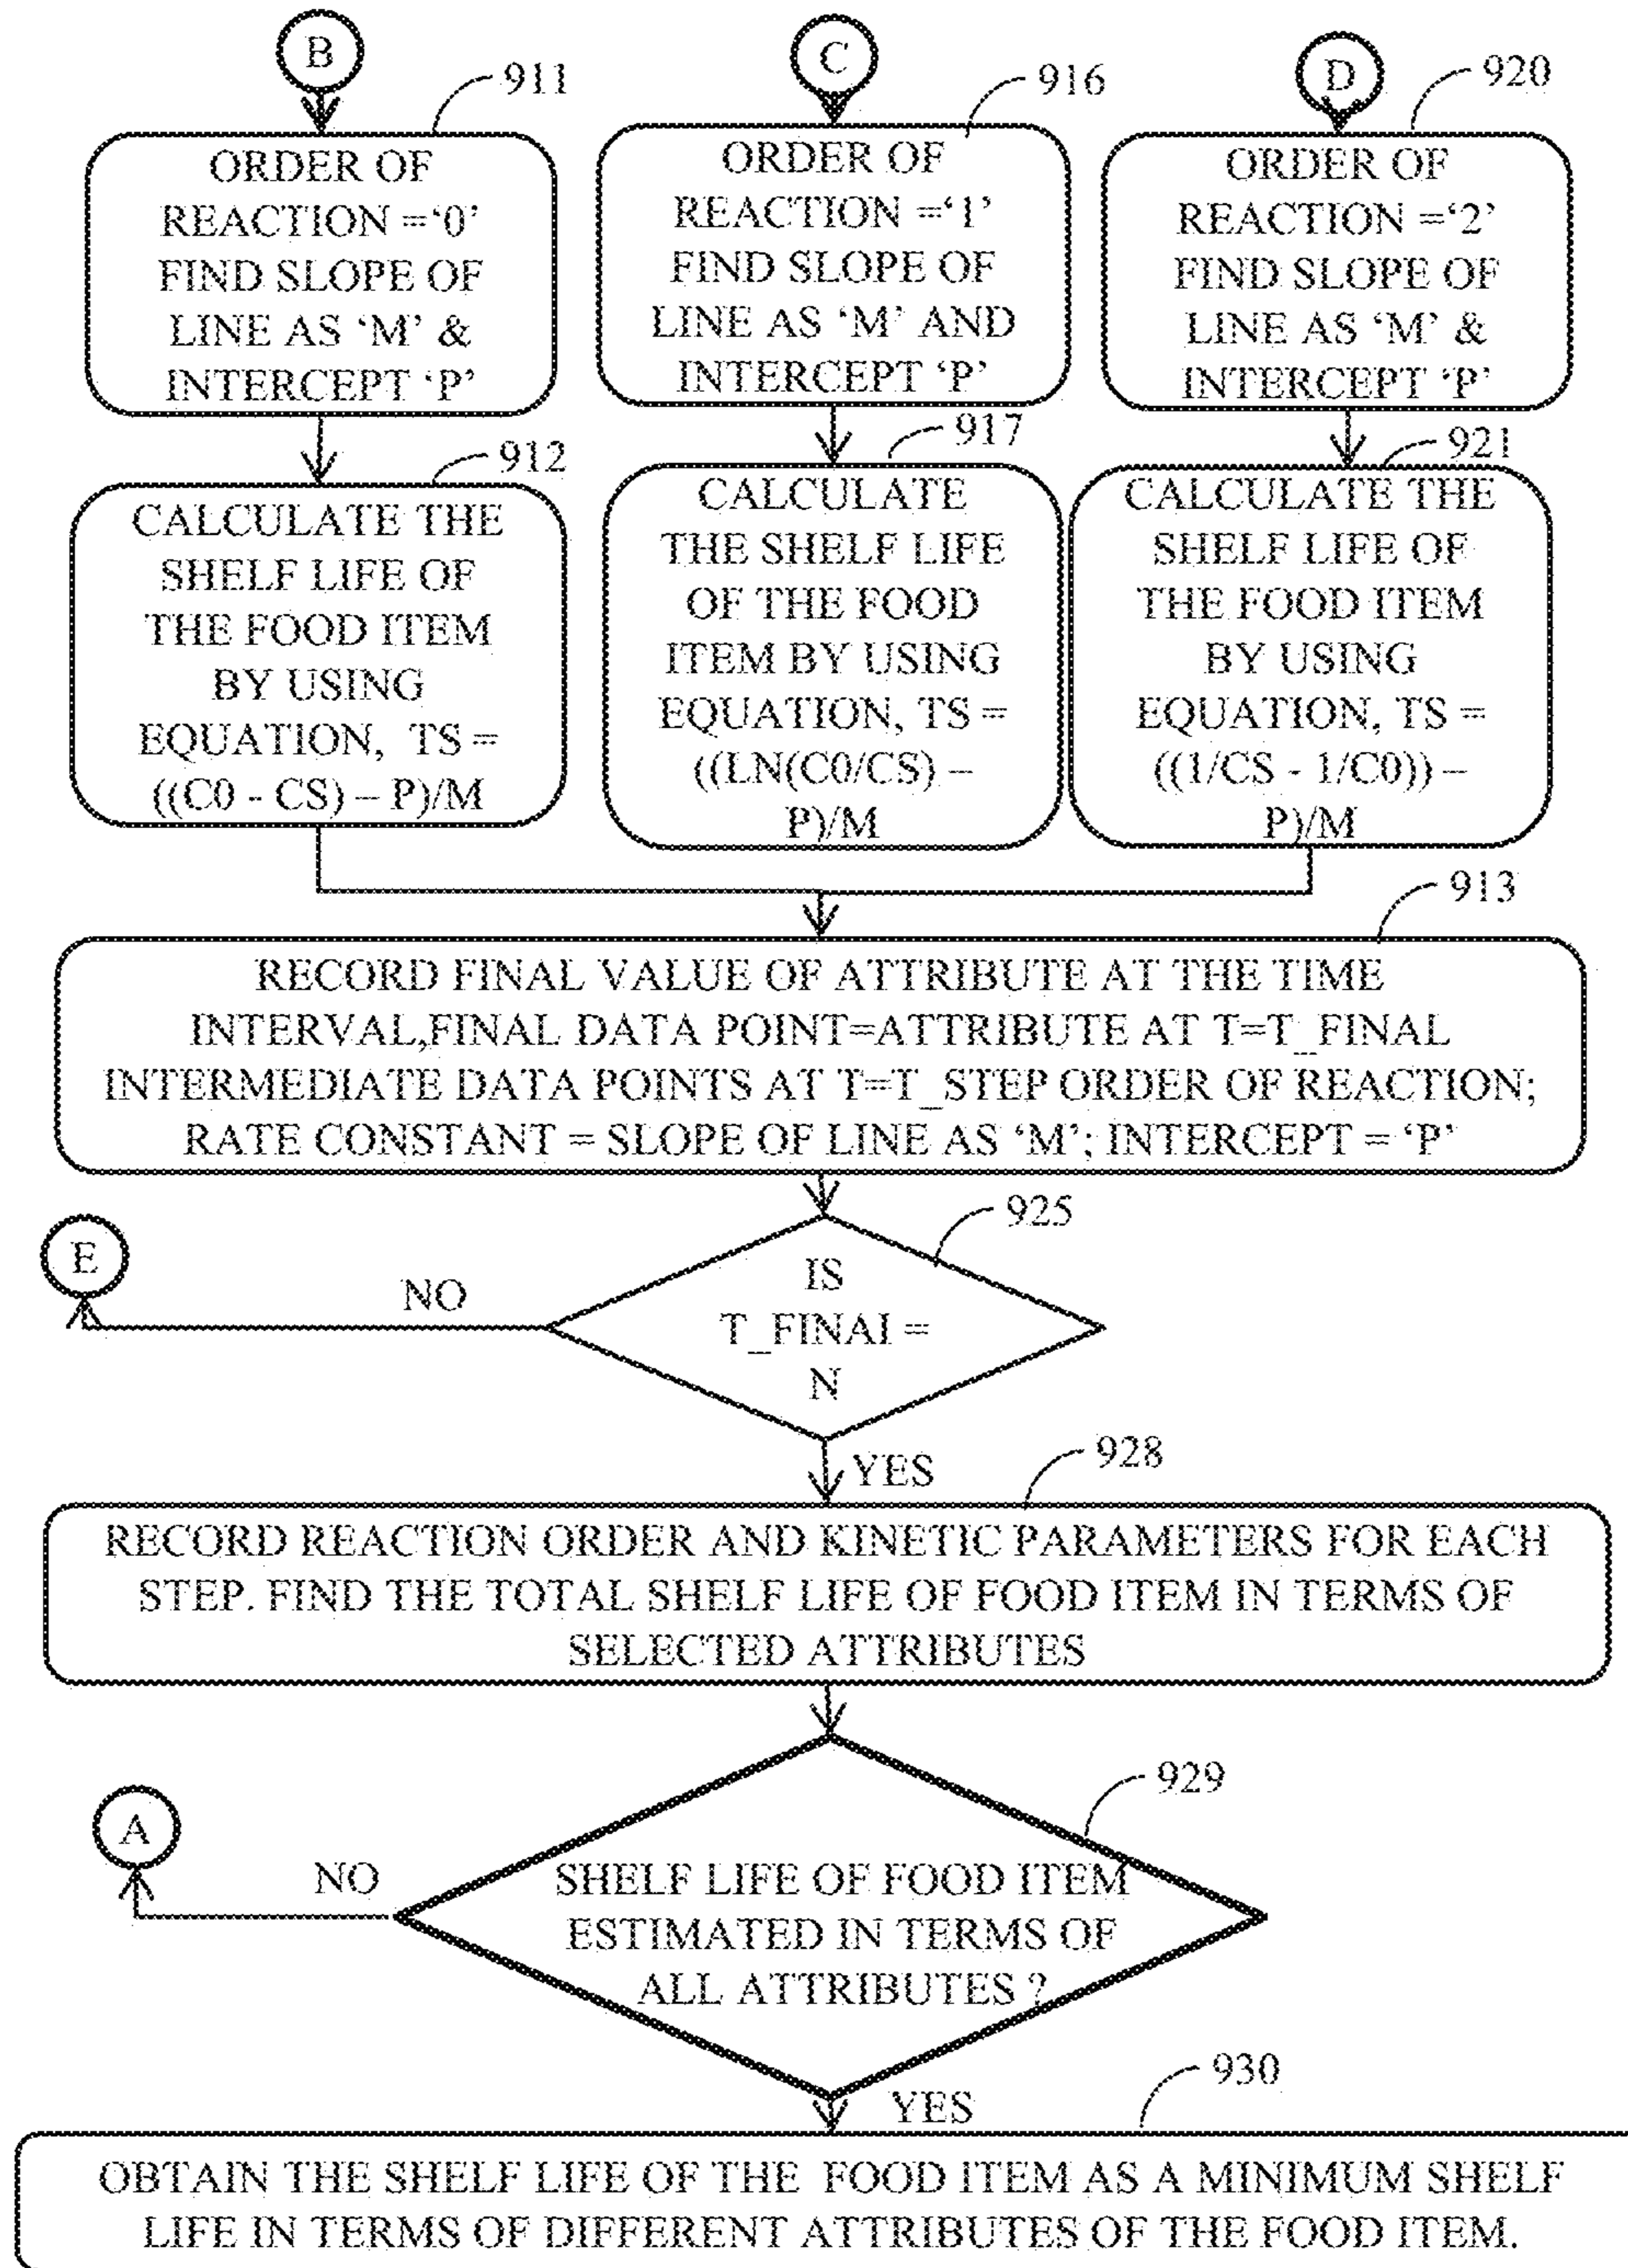 B
911
ORDER OF
REACTION =‘0’
FIND SLOPE OF
LINE AS ‘M’ &
INTERCEPT ‘P’
912
CALCULATE THE
SHELF LIFE OF
THE FOOD ITEM
BY USING
EQUATION, TS =
((C0 - CS) – P)/M
C
916
ORDER OF
REACTION =‘1’
FIND SLOPE OF
LINE AS ‘M’ AND
INTERCEPT ‘P’
917
CALCULATE
THE SHELF LIFE
OF THE FOOD
ITEM BY USING
EQUATION, TS =
((LN(C0/CS) –
P)/M
D
920
ORDER OF
REACTION =‘2’
FIND SLOPE OF
LINE AS ‘M’ &
INTERCEPT ‘P’
921
CALCULATE THE
SHELF LIFE OF
THE FOOD ITEM
BY USING
EQUATION, TS =
((1/CS - 1/C0)) –
P)/M
913
RECORD FINAL VALUE OF ATTRIBUTE AT THE TIME
INTERVAL,FINAL DATA POINT=ATTRIBUTE AT T=T_FINAL
INTERMEDIATE DATA POINTS AT T=T_STEP ORDER OF REACTION;
RATE CONSTANT = SLOPE OF LINE AS ‘M’; INTERCEPT = ‘P’
925
E
NO
IS
T_FINAI =
N
YES
928
RECORD REACTION ORDER AND KINETIC PARAMETERS FOR EACH
STEP. FIND THE TOTAL SHELF LIFE OF FOOD ITEM IN TERMS OF
SELECTED ATTRIBUTES
929
A
NO
SHELF LIFE OF FOOD ITEM
ESTIMATED IN TERMS OF
ALL ATTRIBUTES ?
YES
930
OBTAIN THE SHELF LIFE OF THE FOOD ITEM AS A MINIMUM SHELF
LIFE IN TERMS OF DIFFERENT ATTRIBUTES OF THE FOOD ITEM.